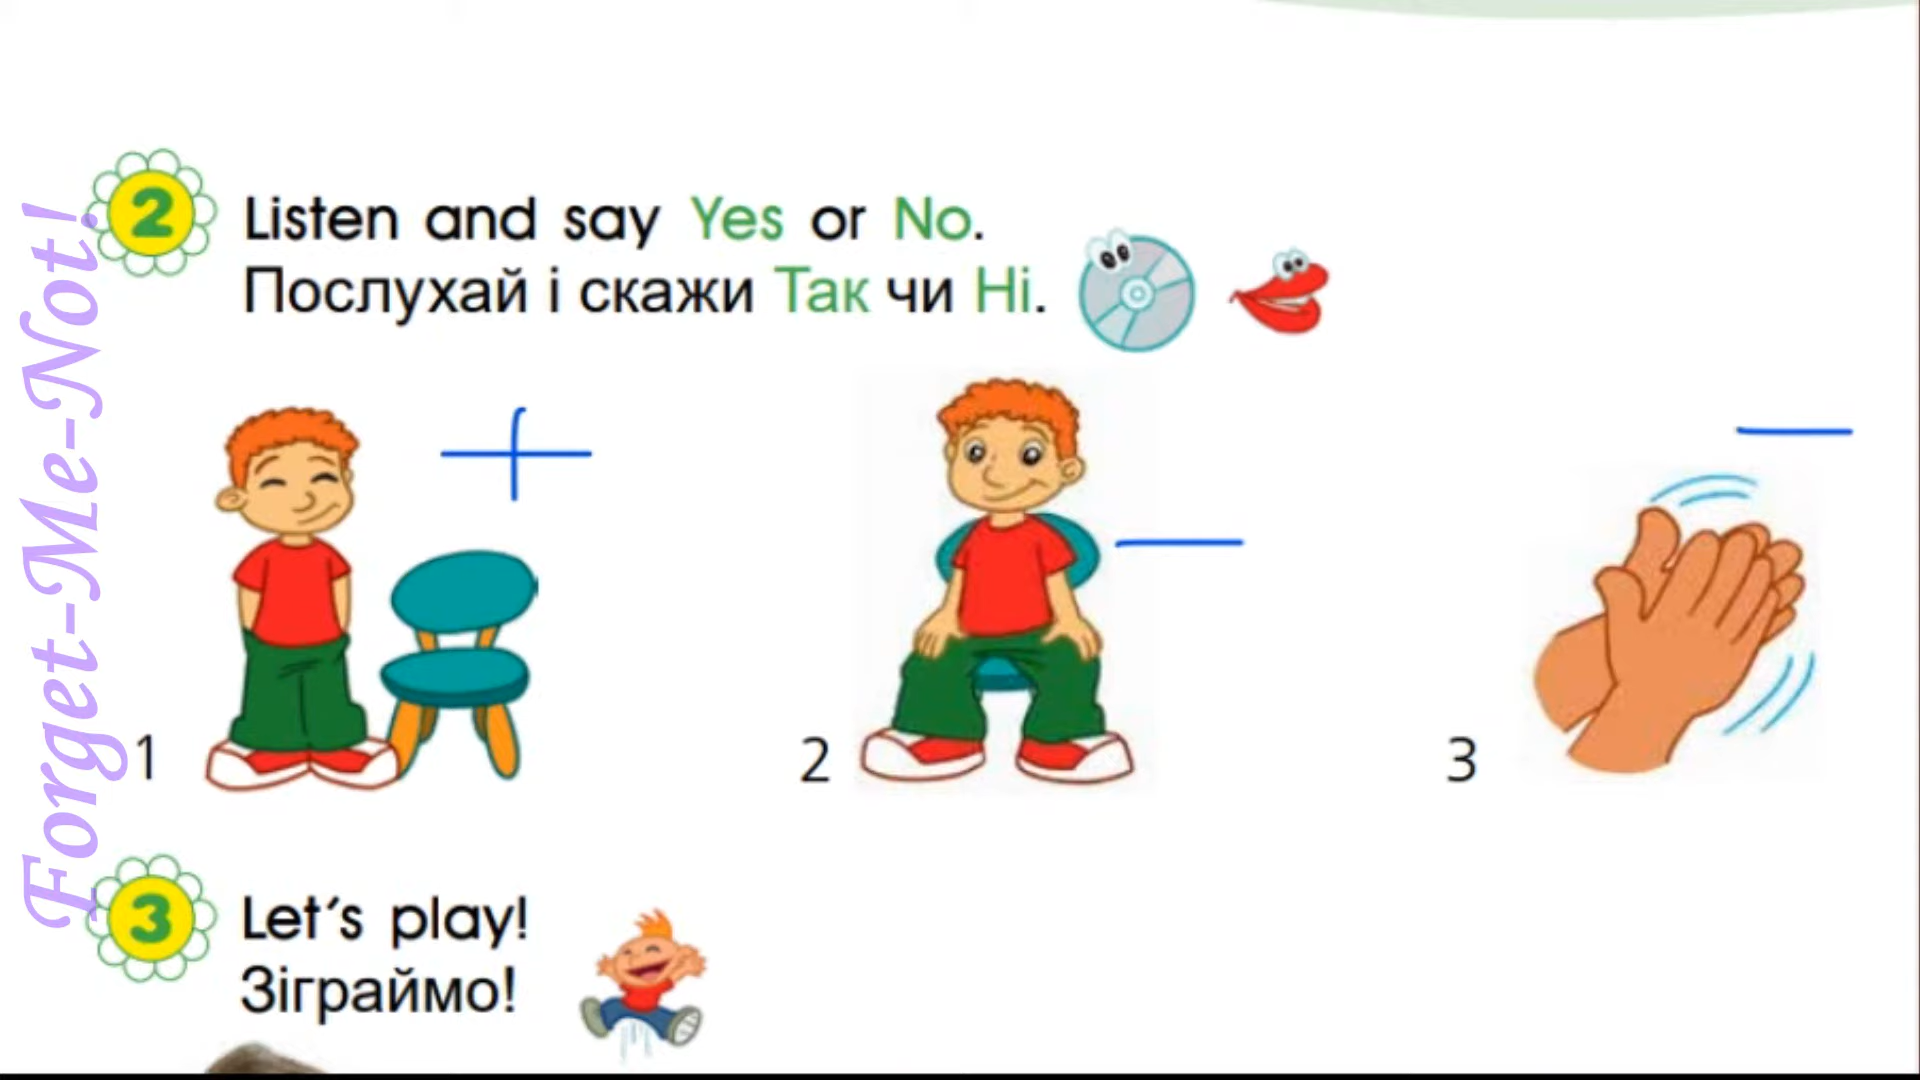 Forget-Me-Not!
2
Listen and say Yes or No.
Послухай і скажи Так чи Ні.
+
—
—
1
2
3
3
Let's play!
Зіграймо!